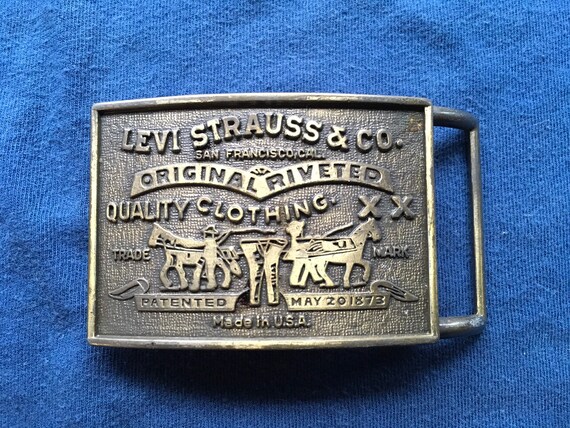 LEVI STRAUSS & CO.
SAN FRANCISCO, CAL.
ORIGINAL RIVETED
QUALITY CLOTHING. XX
TRADE MARK
PATENTED MAY 20 1873
Made in U.S.A.